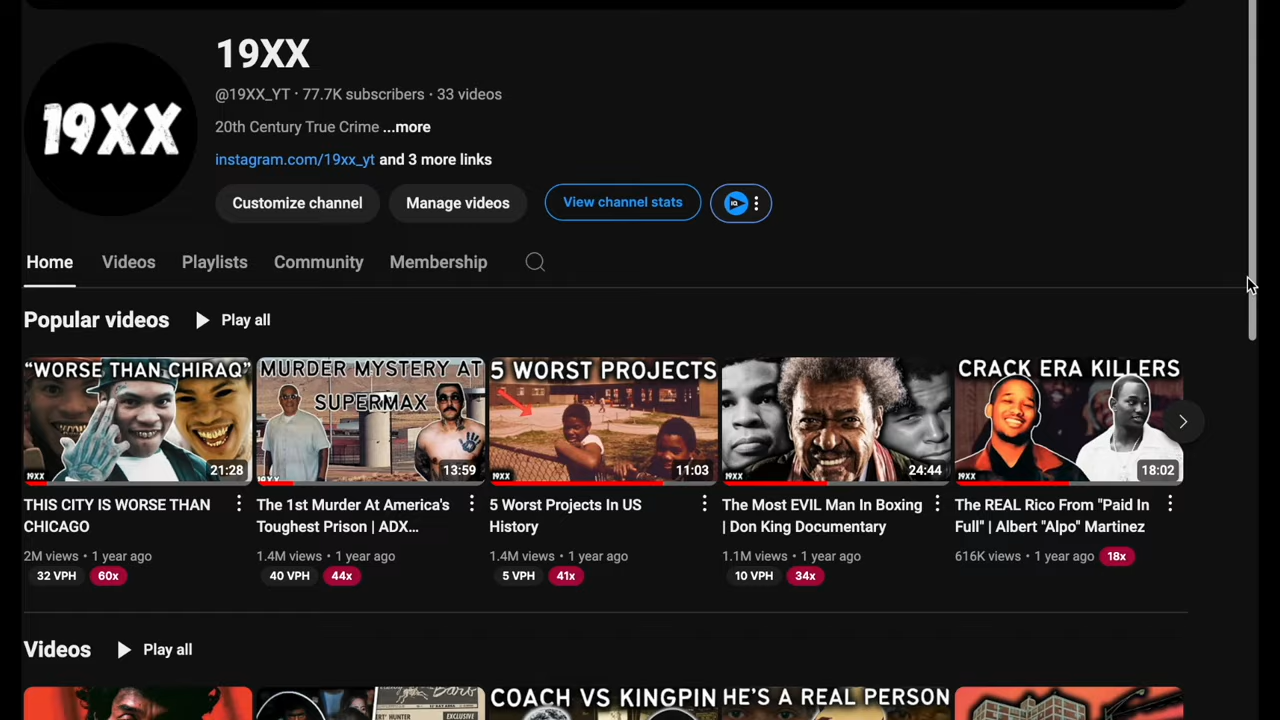 19XX
19XX
@19XX_YT · 77.7K subscribers · 33 videos
20th Century True Crime ...more
instagram.com/19xx_yt and 3 more links
Customize channel
Manage videos
View channel stats
IQ
Home
Videos
Playlists
Community
Membership
Popular videos
Play all
"WORSE THAN CHIRAQ"
19XX
21:28
MURDER MYSTERY AT
SUPERMAX
19XX
13:59
5 WORST PROJECTS
19XX
11:03
19XX
24:44
CRACK ERA KILLERS
19XX
18:02
THIS CITY IS WORSE THAN
CHICAGO
2M views • 1 year ago
32 VPH
60x
The 1st Murder At America's
Toughest Prison | ADX...
1.4M views • 1 year ago
40 VPH
44x
5 Worst Projects In US
History
1.4M views • 1 year ago
5 VPH
41x
The Most EVIL Man In Boxing
| Don King Documentary
1.1M views • 1 year ago
10 VPH
34x
The REAL Rico From "Paid In
Full" | Albert "Alpo" Martinez
616K views • 1 year ago
18x
Videos
Play all
EXCLUSIVE
COACH VS KINGPIN
HE'S A REAL PERSON